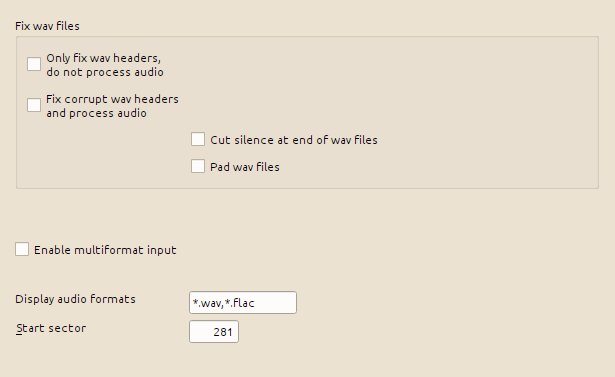 Fix wav files
Only fix wav headers,
do not process audio
Fix corrupt wav headers
and process audio
Cut silence at end of wav files
Pad wav files
Enable multiformat input
Display audio formats
*.wav,*.flac
Start sector
281